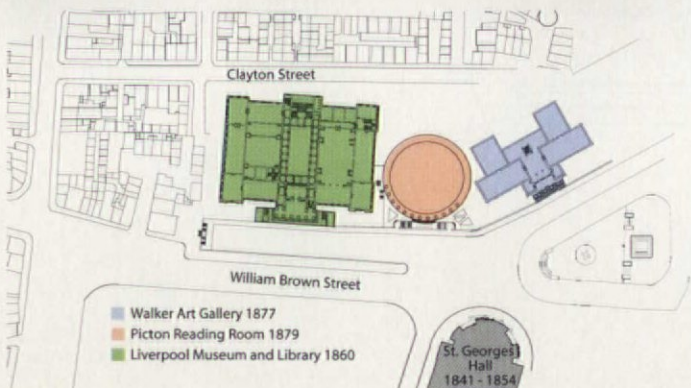 Clayton Street
William Brown Street
Walker Art Gallery 1877
Picton Reading Room 1879
Liverpool Museum and Library 1860
St. Georges
Hall
1841 - 1854